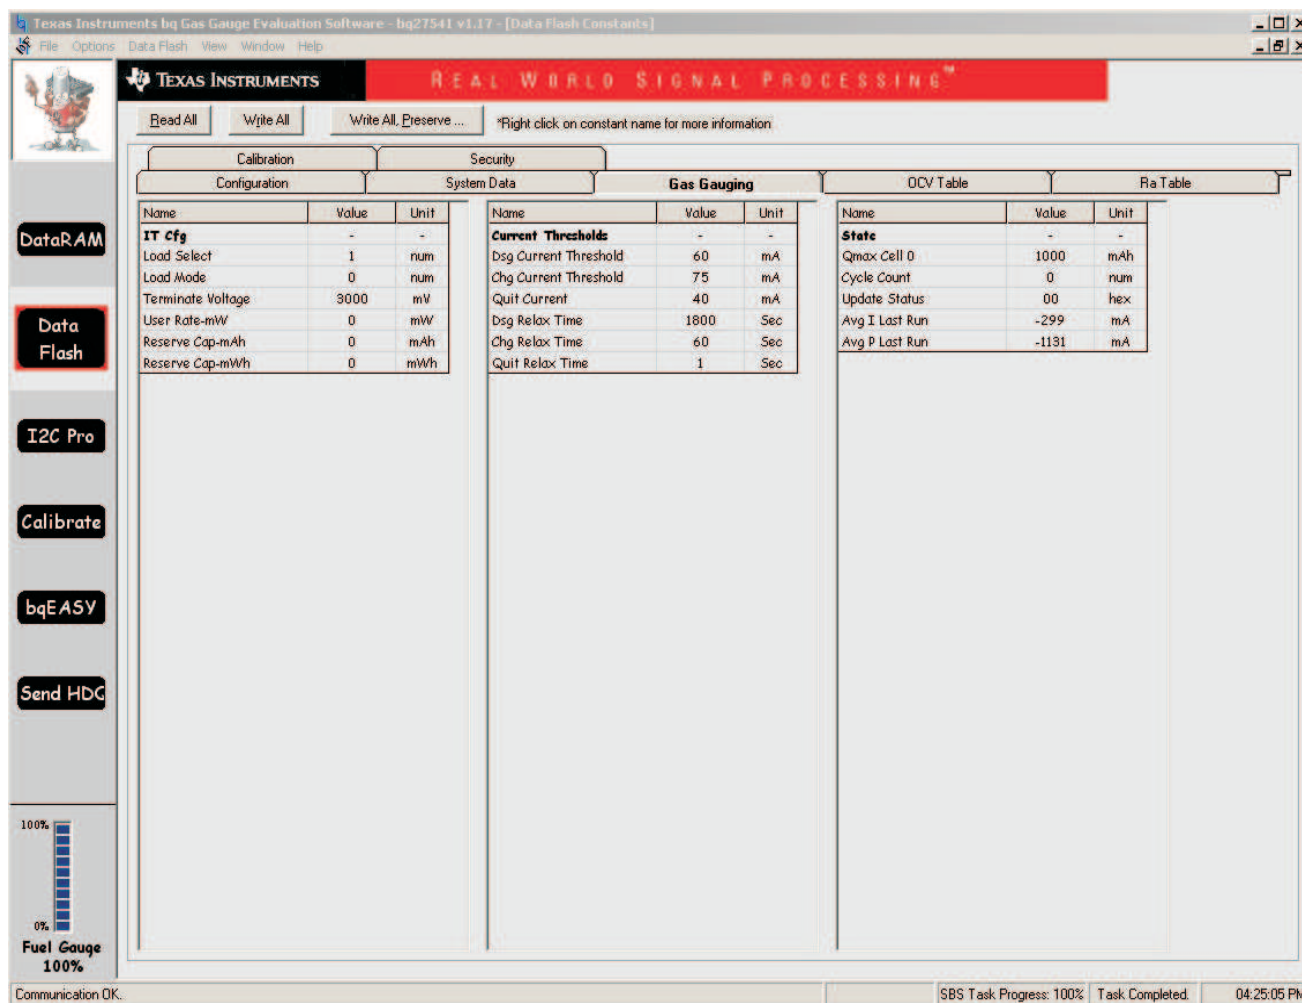 Texas Instruments bq Gas Gauge Evaluation Software - bq27541 v1.17 - [Data Flash Constants]
File Options Data Flash View Window Help
TEXAS INSTRUMENTS REAL WORLD SIGNAL PROCESSING™
Read All Write All Write All, Preserve ... *Right click on constant name for more information
Calibration Security
Configuration System Data Gas Gauging OCV Table Ra Table
Name Value Unit Name Value Unit Name Value Unit
IT Cfg - - Current Thresholds - - State - -
Load Select 1 num Dsg Current Threshold 60 mA Qmax Cell 0 1000 mAh
Load Mode 0 num Chg Current Threshold 75 mA Cycle Count 0 num
Terminate Voltage 3000 mV Quit Current 40 mA Update Status 00 hex
User Rate-mW 0 mW Dsg Relax Time 1800 Sec Avg I Last Run -299 mA
Reserve Cap-mAh 0 mAh Chg Relax Time 60 Sec Avg P Last Run -1131 mA
Reserve Cap-mWh 0 mWh Quit Relax Time 1 Sec
DataRAM
Data
Flash
I2C Pro
Calibrate
bqEASY
Send HDG
100%
0%
Fuel Gauge
100%
Communication OK. SBS Task Progress: 100% Task Completed. 04:25:05 PM